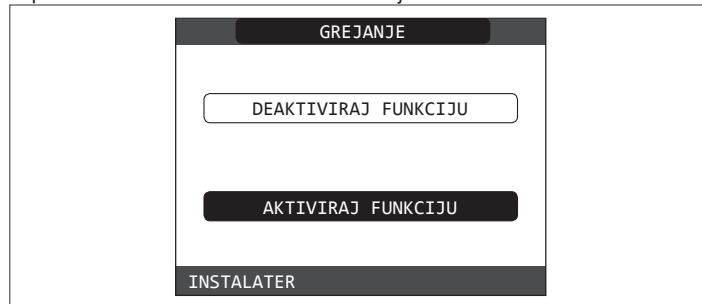 GREJANJE
DEAKTIVIRAJ FUNKCIJU
AKTIVIRAJ FUNKCIJU
INSTALATER